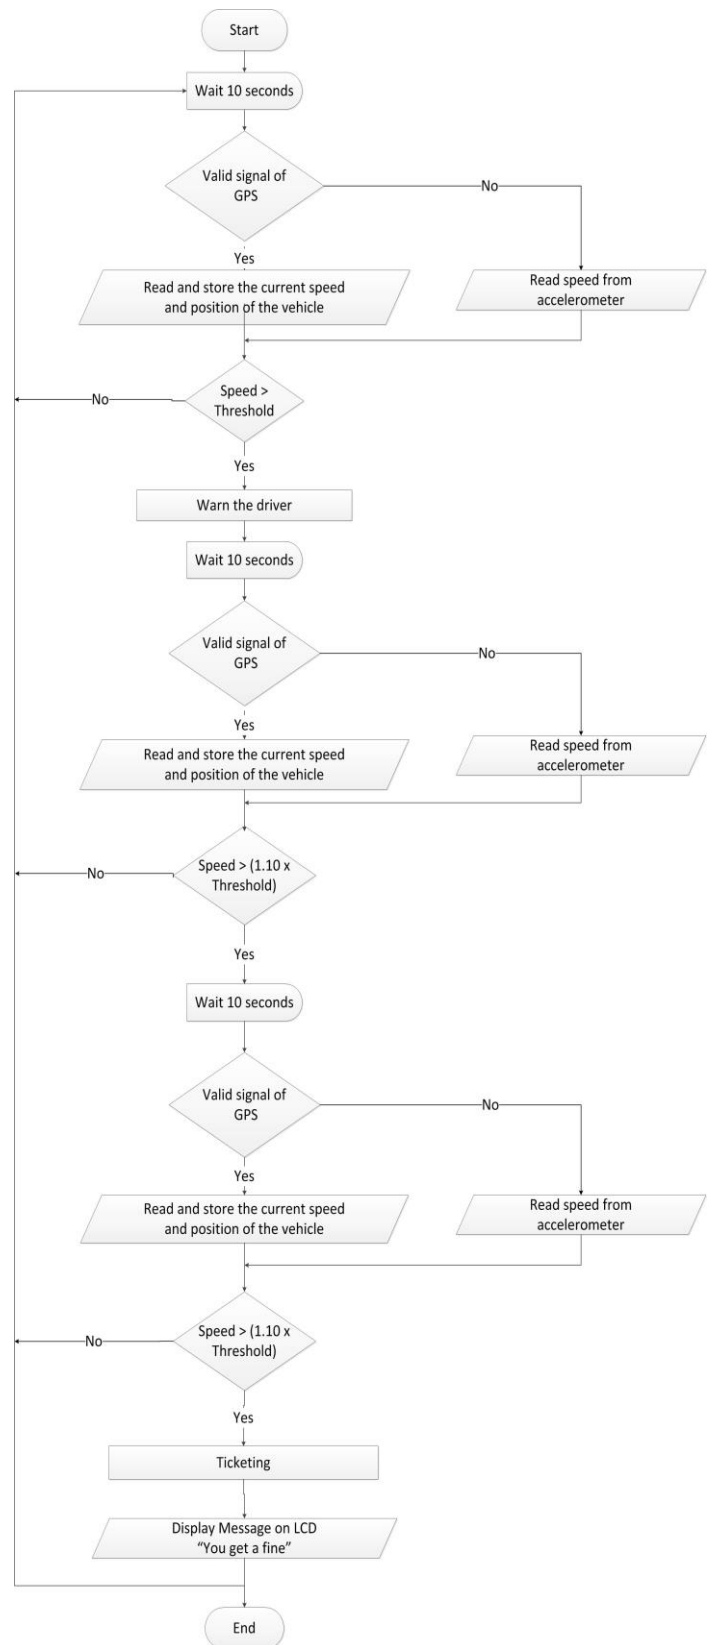 Start
Wait 10 seconds
Valid signal of
GPS
No
Yes
Read and store the current speed
and position of the vehicle
Read speed from
accelerometer
Speed >
Threshold
No
Yes
Warn the driver
Wait 10 seconds
Valid signal of
GPS
No
Yes
Read and store the current speed
and position of the vehicle
Read speed from
accelerometer
Speed > (1.10 x
Threshold)
No
Yes
Wait 10 seconds
Valid signal of
GPS
No
Yes
Read and store the current speed
and position of the vehicle
Read speed from
accelerometer
Speed > (1.10 x
Threshold)
No
Yes
Ticketing
Display Message on LCD
“You get a fine”
End